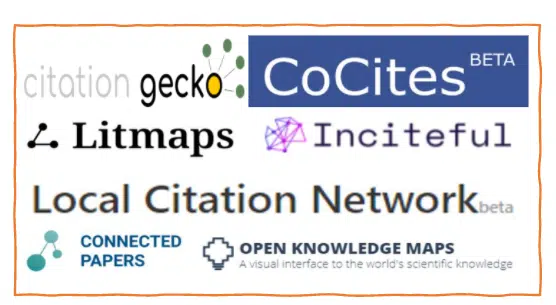 citation gecko
CoCites BETA
Litmaps
Inciteful
Local Citation Network beta
CONNECTED
PAPERS
OPEN KNOWLEDGE MAPS
A visual interface to the world's scientific knowledge